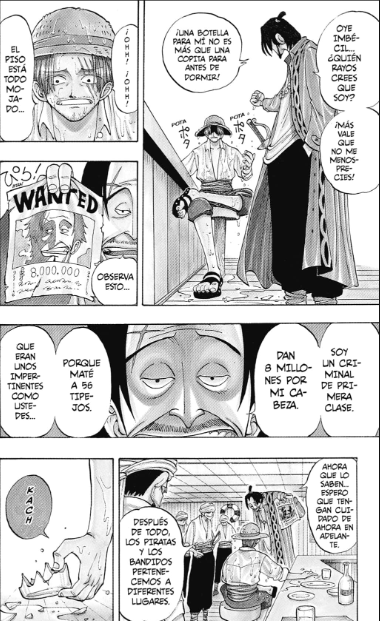 OYE
IMBÉ-
CIL...
¿QUIÉN
RAYOS
CREES
QUE
SOY?
¡MÁS
VALE
QUE
NO ME
MENOS-
PRE-
CIES!
¡UNA BOTELLA
PARA MÍ NO ES
MÁS QUE UNA
COPITA PARA
ANTES DE
DORMIR!
POTA
ポタ
POTA
¡OHH! ¡OHH!
EL
PISO
ESTÁ
TODO
MO-
JA-
DO...
WANTED
8,000,000
OBSERVA
ESTO...
SOY
UN CRI-
MINAL
DE PRI-
MERA
CLASE.
DAN
8 MILLO-
NES POR
MI CA-
BEZA.
PORQUE
MATÉ
A 56
TIPE-
JOS.
QUE
ERAN
UNOS
IMPER-
TINENTES
COMO
USTE-
DES...
AHORA
QUE LO
SABEN...
ESPERO
QUE TEN-
GAN CUI-
DADO DE
AHORA EN
ADELAN-
TE.
DESPUÉS
DE TODO,
LOS PIRATAS
Y LOS
BANDIDOS
PERTENE-
CEMOS A
DIFERENTES
LUGARES.
KACH